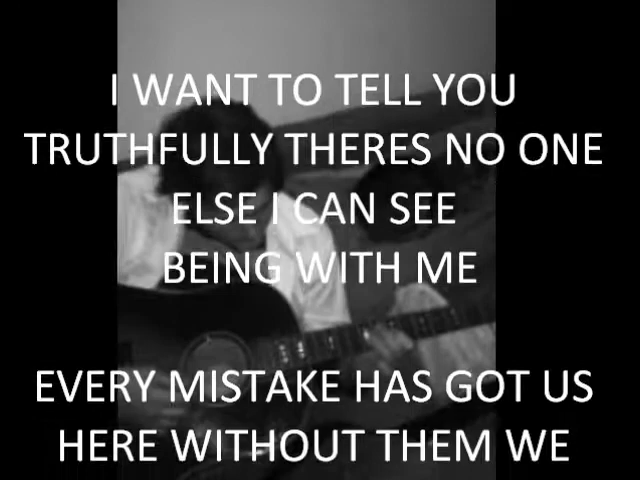 I WANT TO TELL YOU
TRUTHFULLY THERES NO ONE
ELSE I CAN SEE
BEING WITH ME
EVERY MISTAKE HAS GOT US
HERE WITHOUT THEM WE